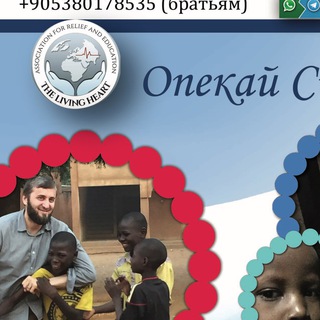 +905380178535 (братьям)
ASSOCIATION FOR RELIEF AND EDUCATION
THE LIVING HEART
Опекай С